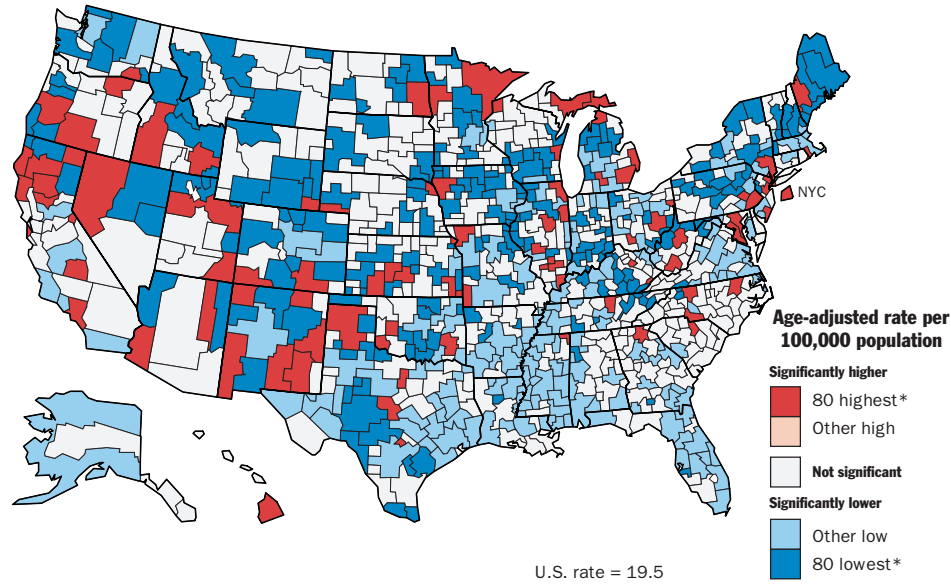 NYC
Age-adjusted rate per
100,000 population
Significantly higher
80 highest*
Other high
Not significant
Significantly lower
Other low
80 lowest*
U.S. rate = 19.5